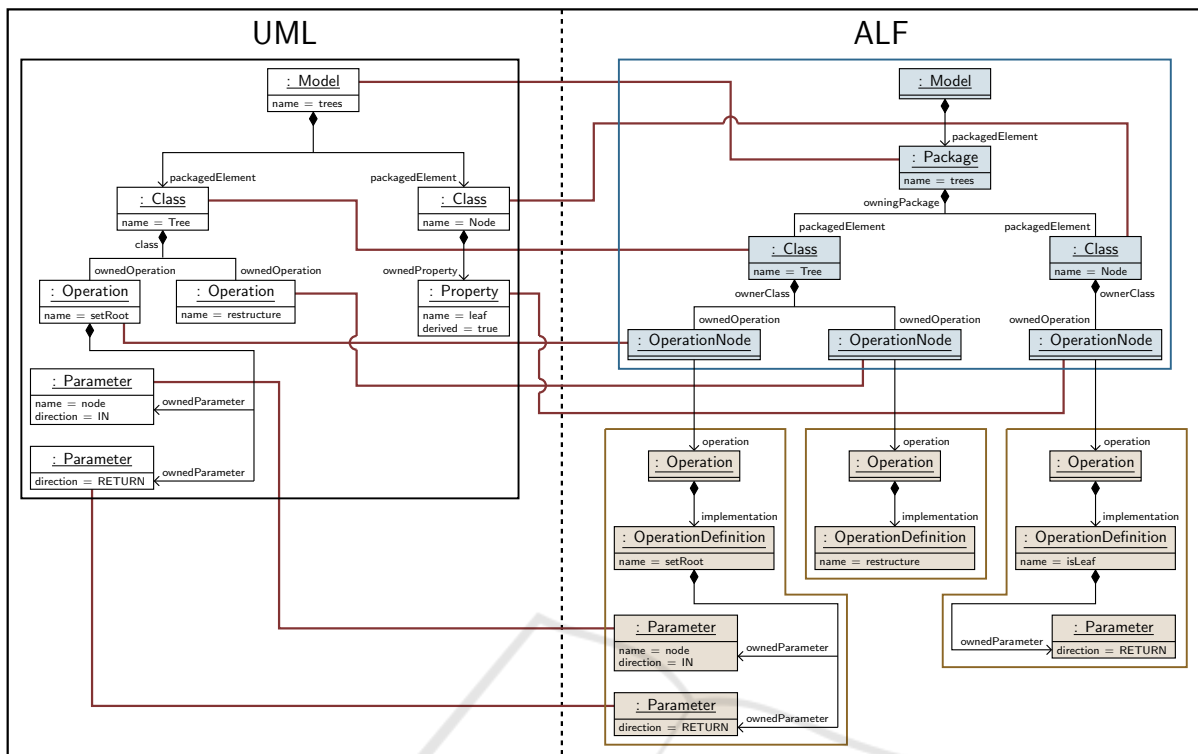 UML
ALF
: Model
name = trees
packagedElement
packagedElement
: Class
name = Tree
: Class
name = Node
class
ownedOperation
ownedOperation
ownedProperty
: Operation
name = setRoot
: Operation
name = restructure
: Property
name = leaf
derived = true
: Parameter
name = node
direction = IN
ownedParameter
: Parameter
direction = RETURN
ownedParameter
: Model
packagedElement
: Package
name = trees
owningPackage
packagedElement
packagedElement
: Class
name = Tree
: Class
name = Node
ownerClass
ownerClass
ownedOperation
ownedOperation
ownedOperation
: OperationNode
: OperationNode
: OperationNode
operation
operation
operation
: Operation
: Operation
: Operation
implementation
implementation
implementation
: OperationDefinition
name = setRoot
: OperationDefinition
name = restructure
: OperationDefinition
name = isLeaf
: Parameter
name = node
direction = IN
ownedParameter
ownedParameter
: Parameter
direction = RETURN
: Parameter
direction = RETURN
ownedParameter